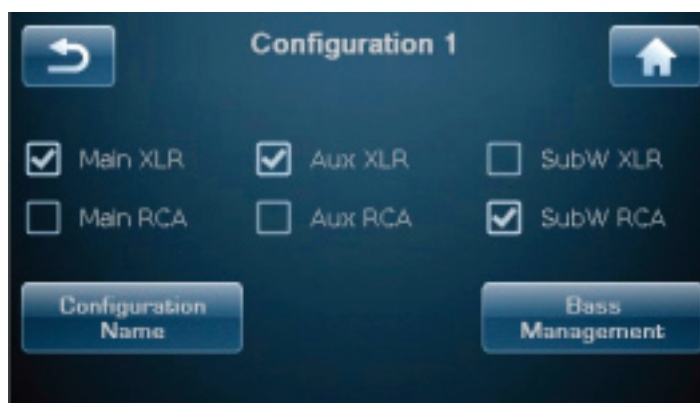 Configuration 1
Main XLR
Aux XLR
SubW XLR
Main RCA
Aux RCA
SubW RCA
Configuration
Name
Bass
Management